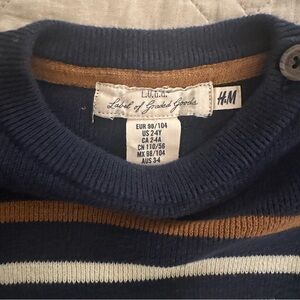 L.O.G.G.
Label of Graded Goods
H&M
EUR 98/104
US 2-4Y
CA 2-4A
CN 110/56
MX 98/104
AUS 3-4